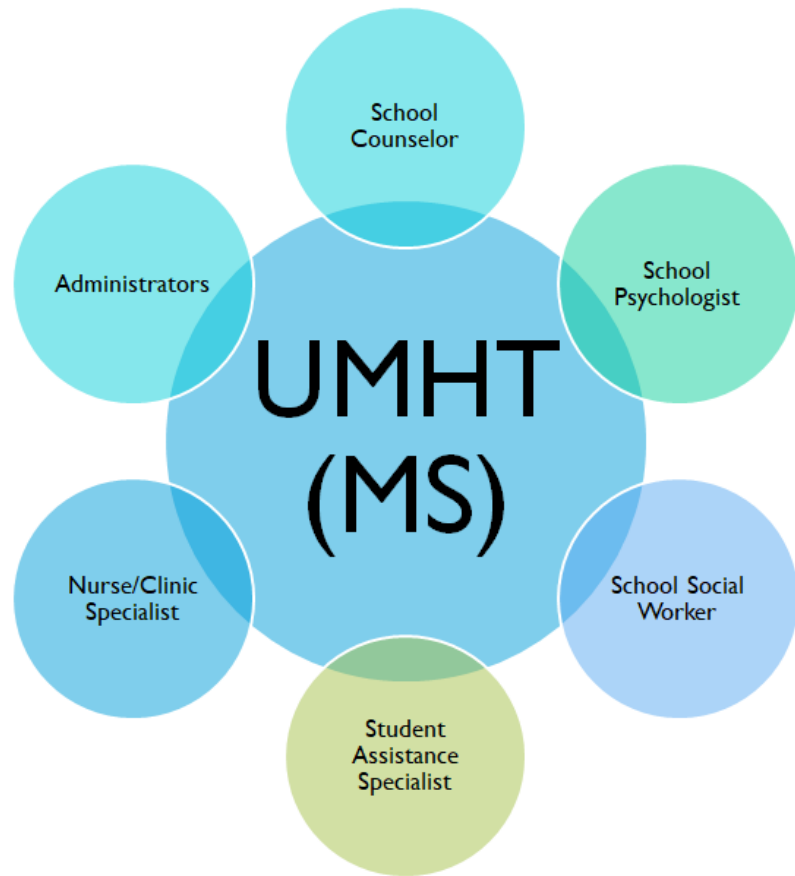 School
Counselor
Administrators
School
Psychologist
UMHT
(MS)
Nurse/Clinic
Specialist
School Social
Worker
Student
Assistance
Specialist